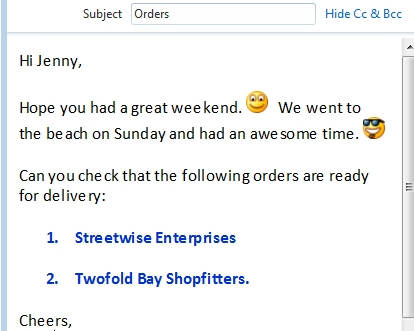 Subject Orders Hide Cc & Bcc
Hi Jenny,
Hope you had a great weekend. We went to
the beach on Sunday and had an awesome time.
Can you check that the following orders are ready
for delivery:
1. Streetwise Enterprises
2. Twofold Bay Shopfitters.
Cheers,